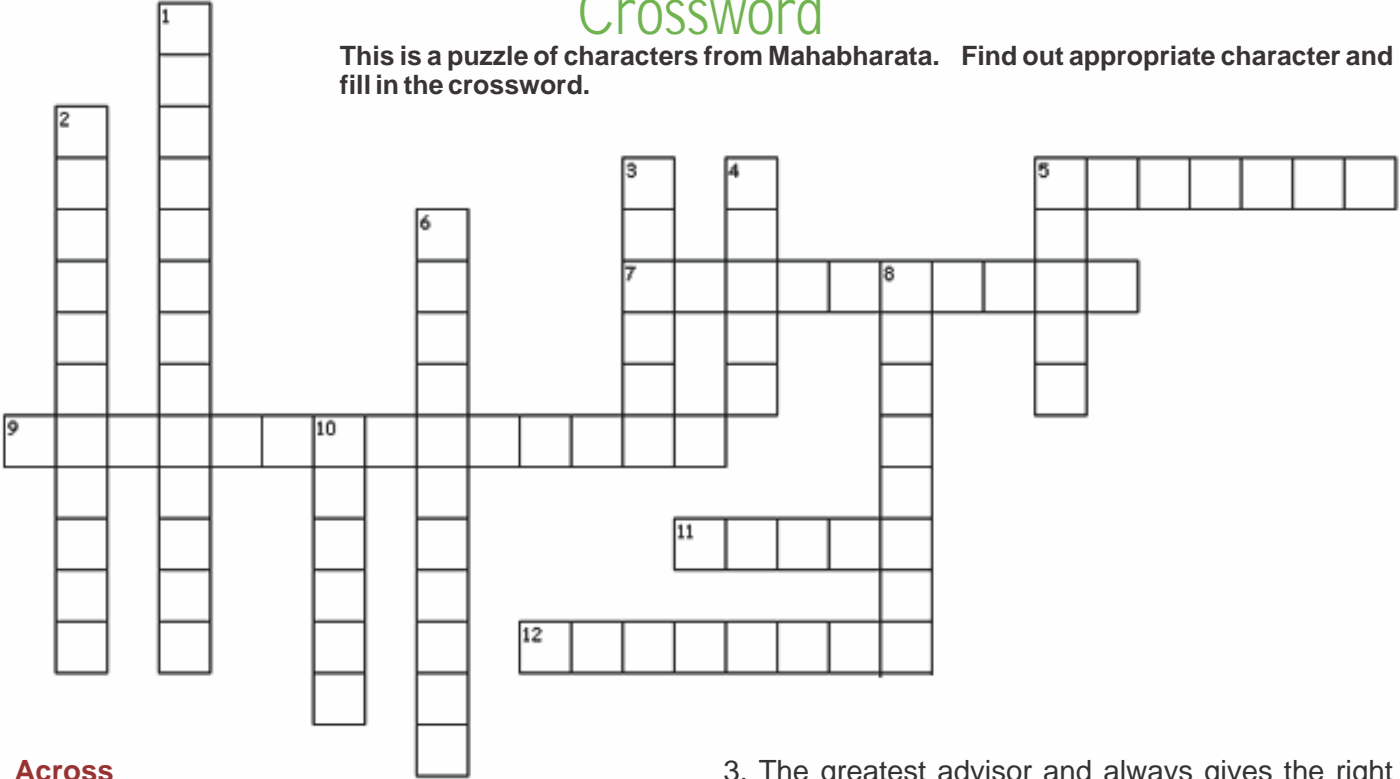 Crossword
This is a puzzle of characters from Mahabharata. Find out appropriate character and
fill in the crossword.
1
2
3
4
5
6
7
8
9
10
11
12
Across
3. The greatest advisor and always gives the right